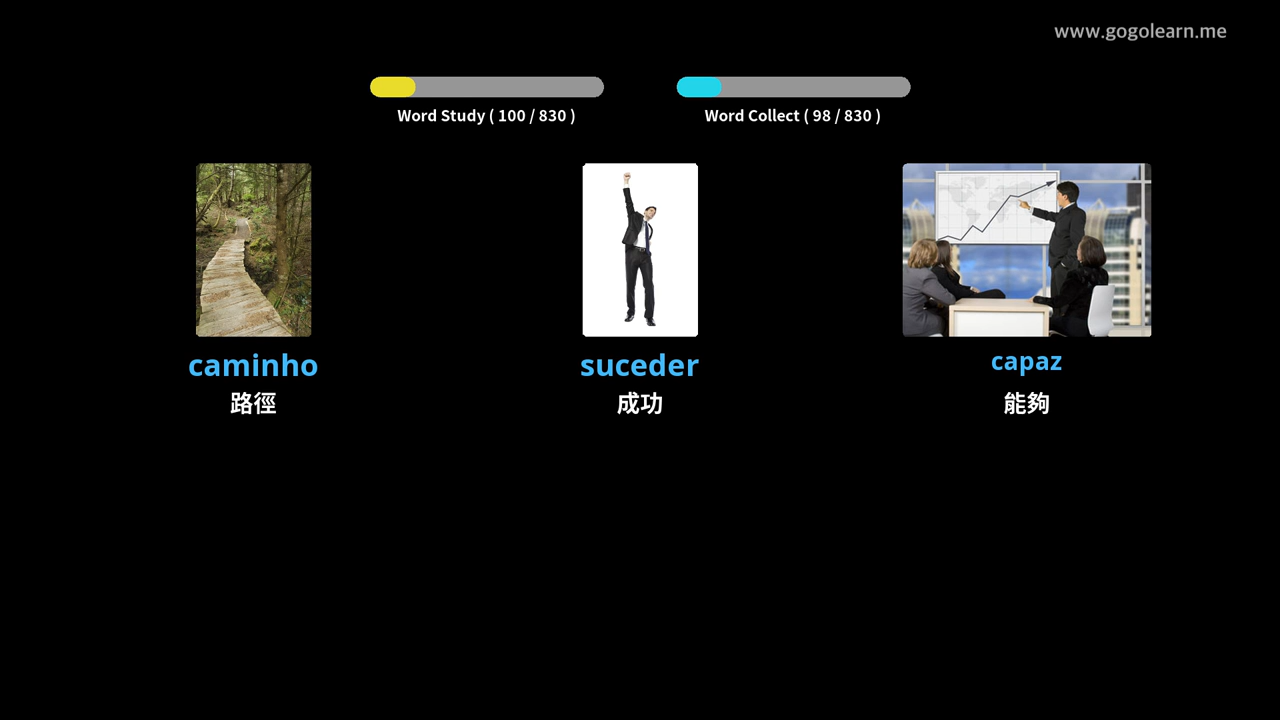 www.gogolearn.me
Word Study ( 100 / 830 )
Word Collect ( 98 / 830 )
caminho
路徑
suceder
成功
capaz
能夠